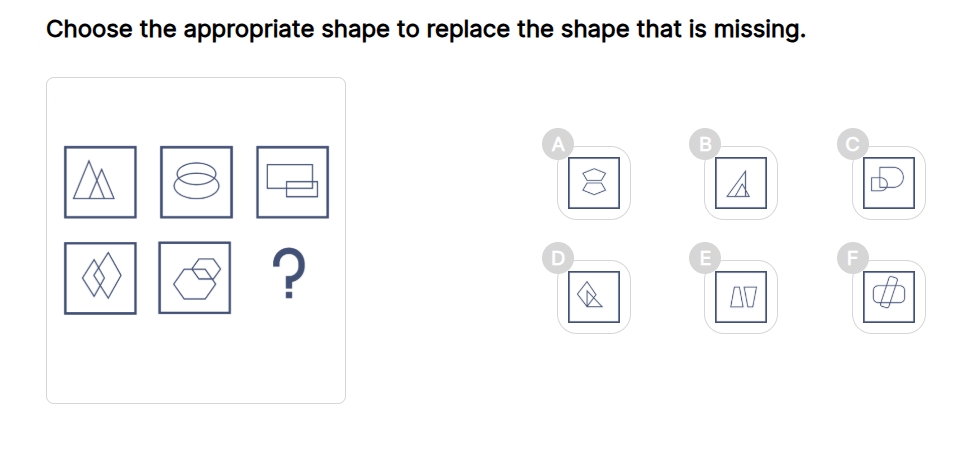 Choose the appropriate shape to replace the shape that is missing.
A
B
C
?
D
E
F